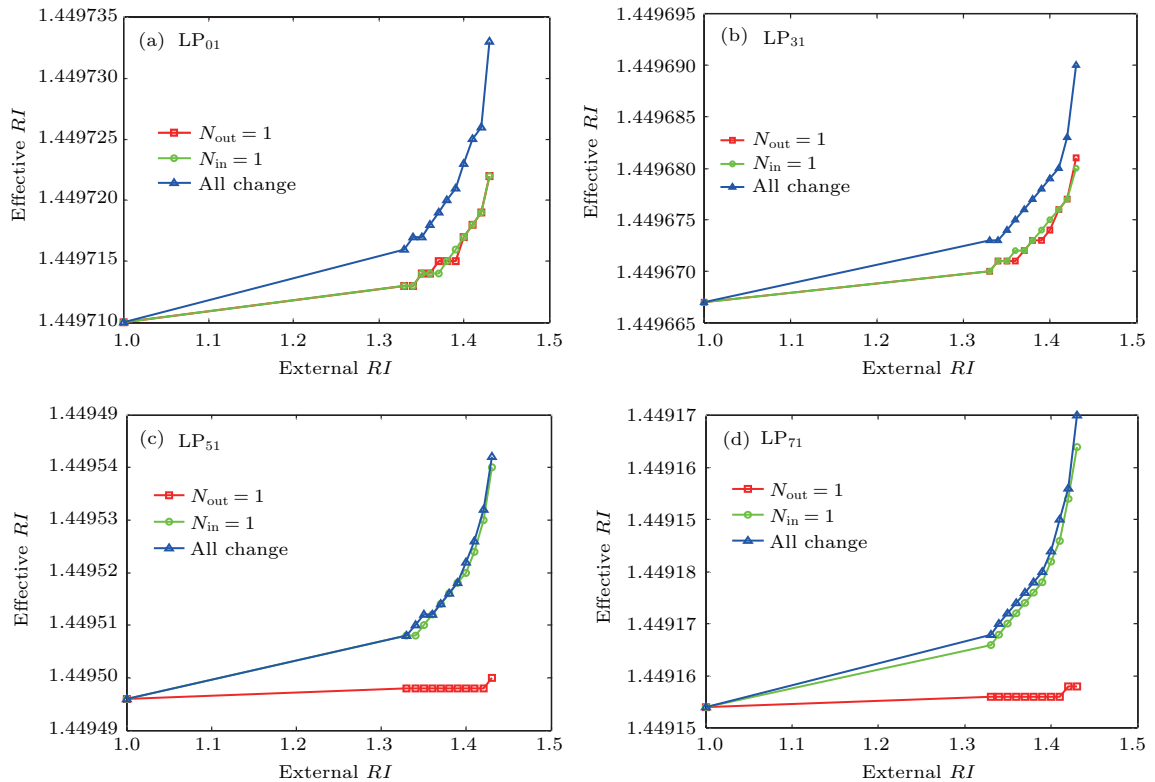 (a) LP01
Effective RI
1.449735
1.449730
1.449725
1.449720
1.449715
1.449710
Nout = 1
Nin = 1
All change
1.0 1.1 1.2 1.3 1.4 1.5
External RI
(b) LP31
Effective RI
1.449695
1.449690
1.449685
1.449680
1.449675
1.449670
1.4496665
Nout = 1
Nin = 1
All change
1.0 1.1 1.2 1.3 1.4 1.5
External RI
(c) LP51
Effective RI
1.44949
1.44954
1.44953
1.44952
1.44951
1.44950
1.444949
Nout = 1
Nin = 1
All change
1.0 1.1 1.2 1.3 1.4 1.5
External RI
(d) LP71
Effective RI
1.44917
1.44916
1.44915
1.44918
1.44917
1.44916
1.44915
Nout = 1
Nin = 1
All change
1.0 1.1 1.2 1.3 1.4 1.5
External RI